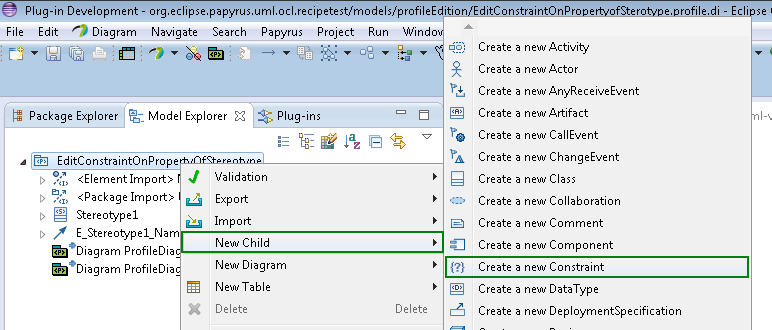 Plug-in Development - org.eclipse.papyrus.uml.ocl.recipetest/models/profileEdition/EditConstraintOnPropertyofSterotype.profile.di - Eclipse
File Edit Diagram Navigate Search Papyrus Project Run Window
Package Explorer Model Explorer Plug-ins
EditConstraintOnPropertyOfStereotype
<Element Import>
<Package Import>
Stereotype1
E_Stereotype1_Nam
Diagram ProfileDia
Diagram ProfileDia
Validation
Export
Import
New Child
New Diagram
New Table
Delete Delete
Create a new Activity
Create a new Actor
Create a new AnyReceiveEvent
Create a new Artifact
Create a new CallEvent
Create a new ChangeEvent
Create a new Class
Create a new Collaboration
Create a new Comment
Create a new Component
Create a new Constraint
Create a new DataType
Create a new DeploymentSpecification
ml-v